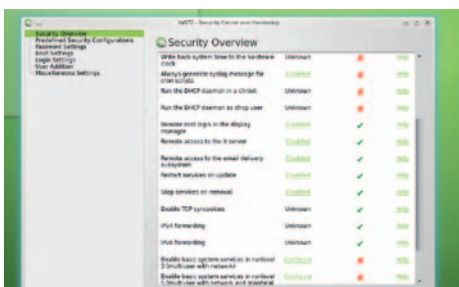 YaST2 - Security Center and Hardening
Security Overview
Predefined Security Configurations
Password Settings
Boot Settings
Login Settings
User Addition
Miscellaneous Settings
Security Overview
Write back system time to the hardware clock Unknown Help
Always generate syslog message for cron scripts Enabled Help
Run the DHCP daemon in a chroot Unknown Help
Run the DHCP daemon as dhcp user Unknown Help
Remote root login in the display manager Enabled Help
Remote access to the X server Enabled Help
Remote access to the email delivery subsystem Enabled Help
Restart services on update Enabled Help
Stop services on removal Enabled Help
Enable TCP syncookies Unknown Help
IPv4 forwarding Unknown Help
IPv6 forwarding Unknown Help
Enable basic system services in runlevel 3 (multiuser with network) Configure Help
Enable basic system services in runlevel 5 (multiuser with network and graphical Configure Help